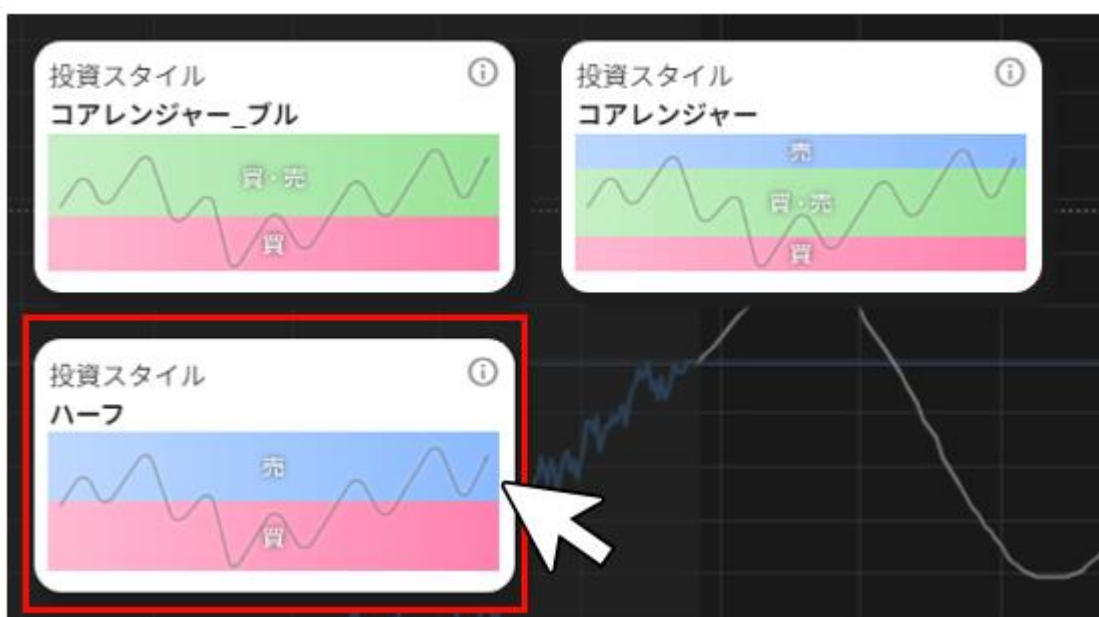 投資スタイル
コアレンジャー_ブル
買・売
買
投資スタイル
コアレンジャー
売
買・売
買
投資スタイル
ハーフ
売
買